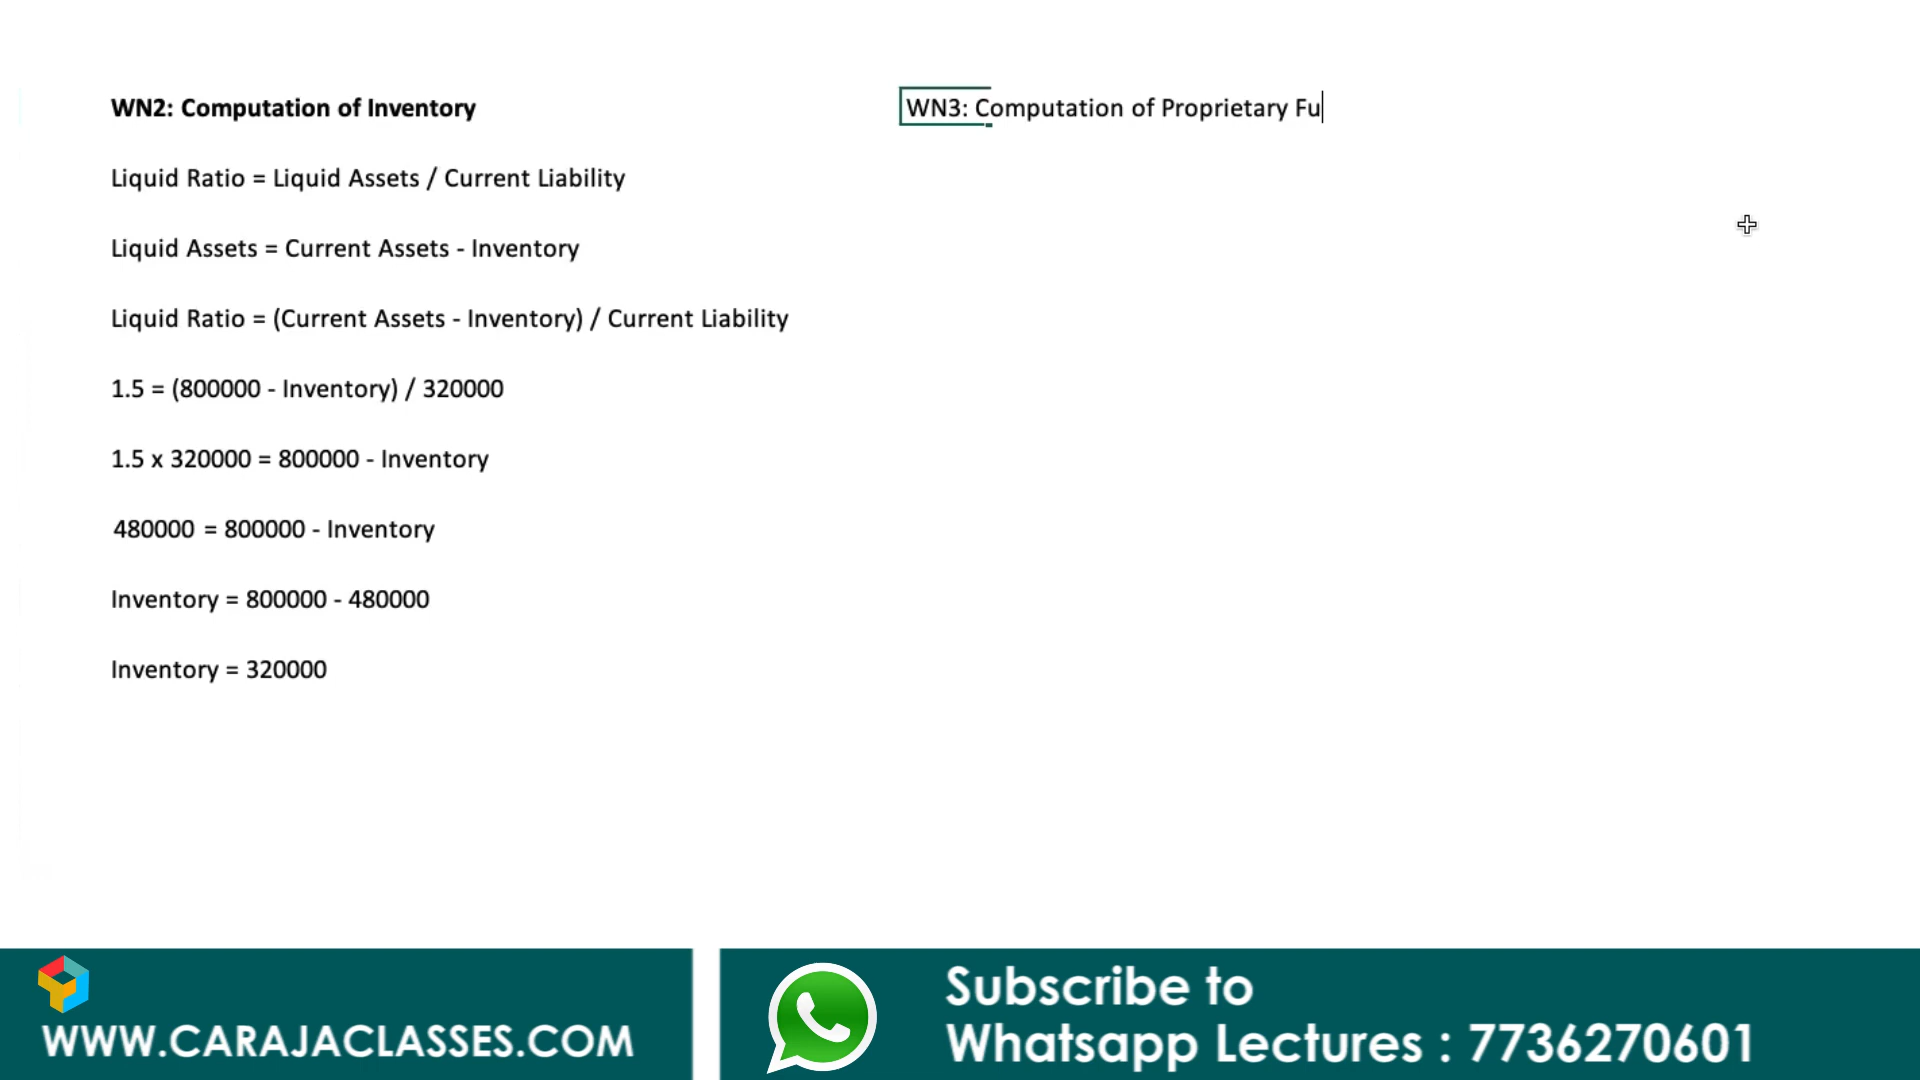 WN2: Computation of Inventory
Liquid Ratio = Liquid Assets / Current Liability
Liquid Assets = Current Assets - Inventory
Liquid Ratio = (Current Assets - Inventory) / Current Liability
1.5 = (800000 - Inventory) / 320000
1.5 x 320000 = 800000 - Inventory
480000 = 800000 - Inventory
Inventory = 800000 - 480000
Inventory = 320000
WN3: Computation of Proprietary Fu
WWW.CARAJACLASSES.COM
Subscribe to
Whatsapp Lectures : 7736270601